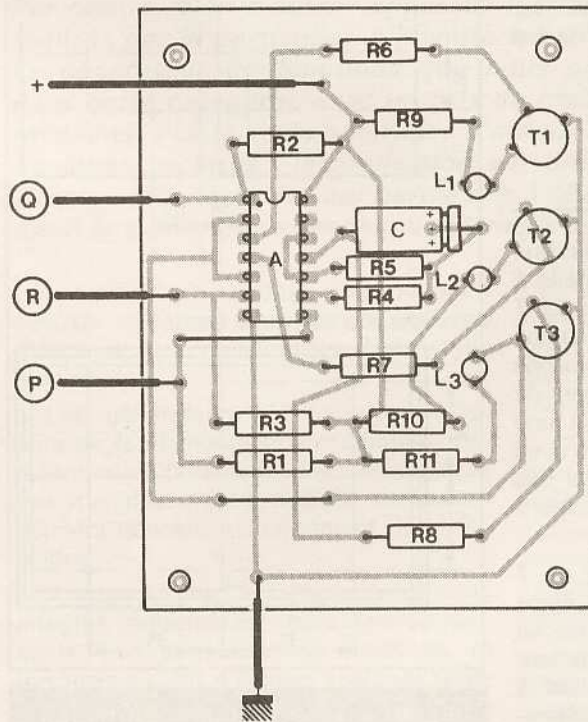 R6
+
R9
R2
T1
L1
Q
C
+
+
T2
A
R5
L2
R
R4
T3
R7
P
L3
R3
R10
R1
R11
R8